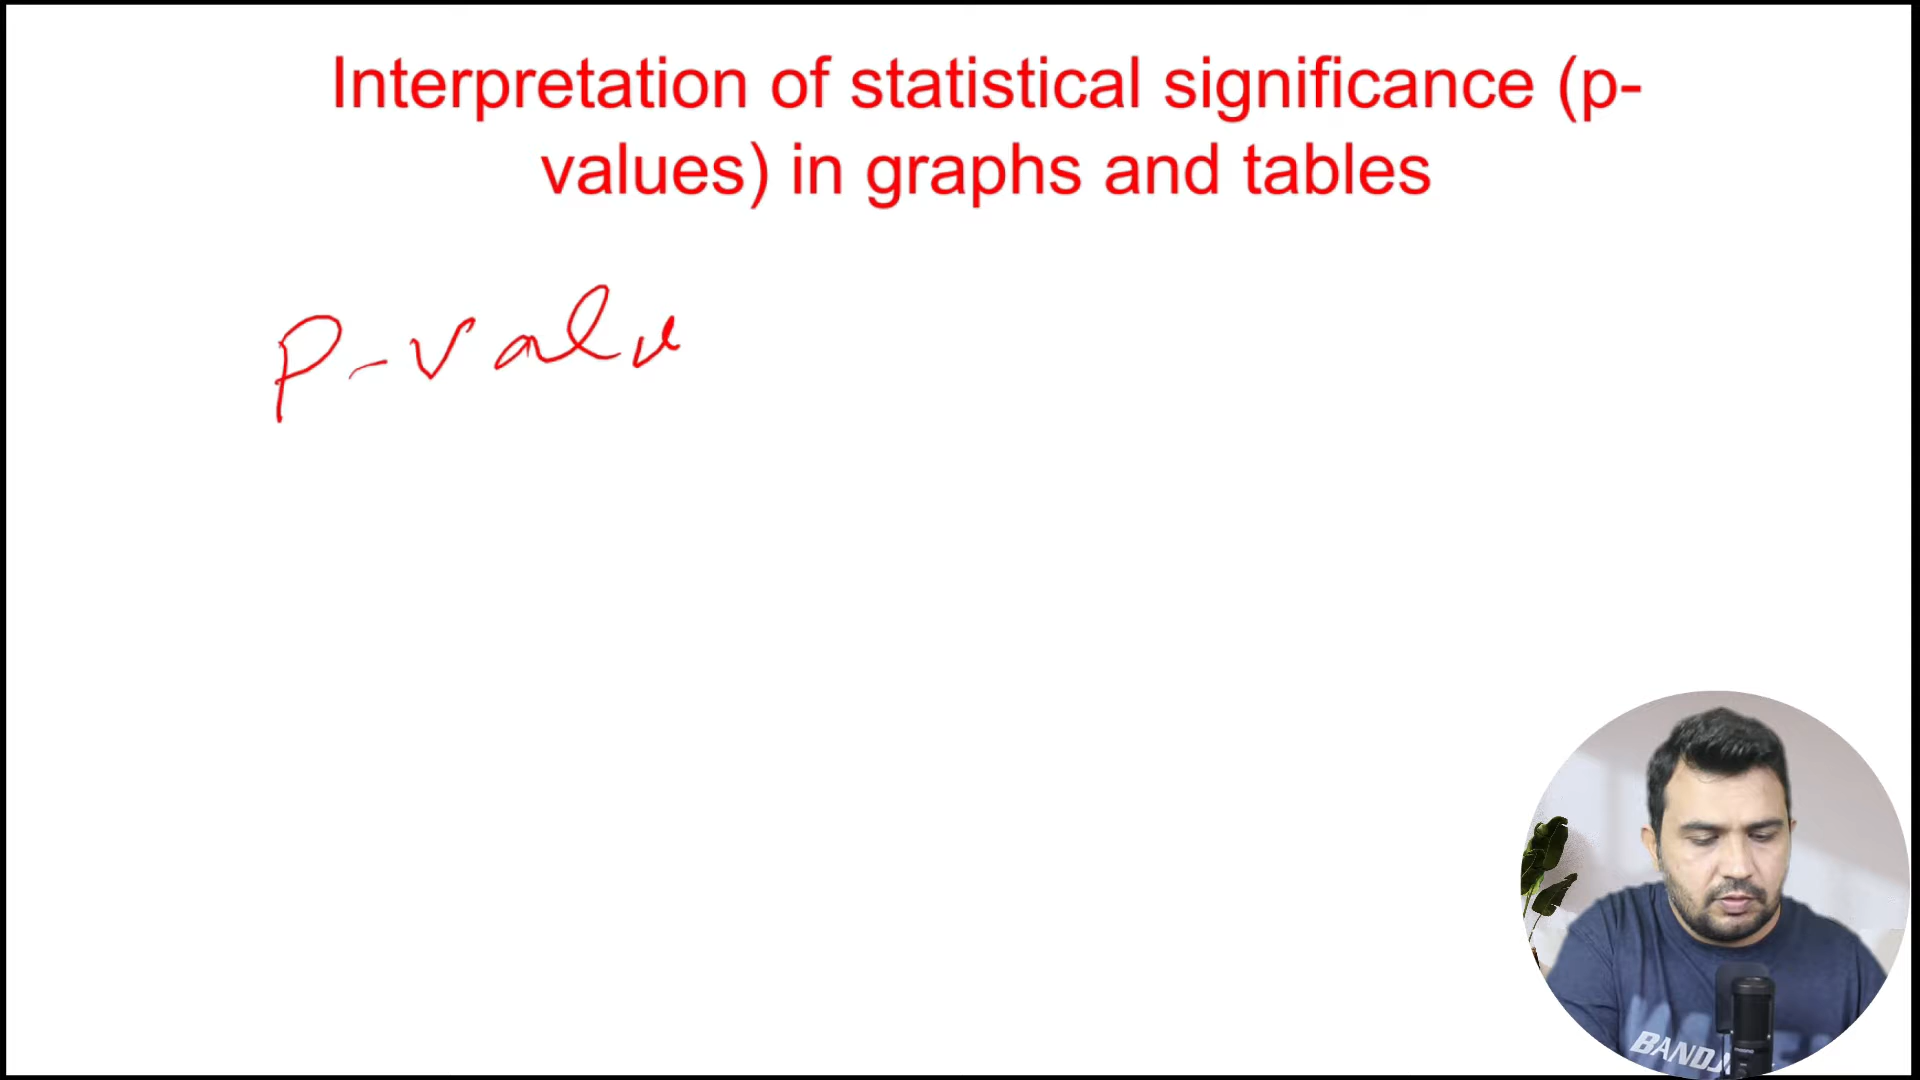 Interpretation of statistical significance (p-
values) in graphs and tables
P-valu